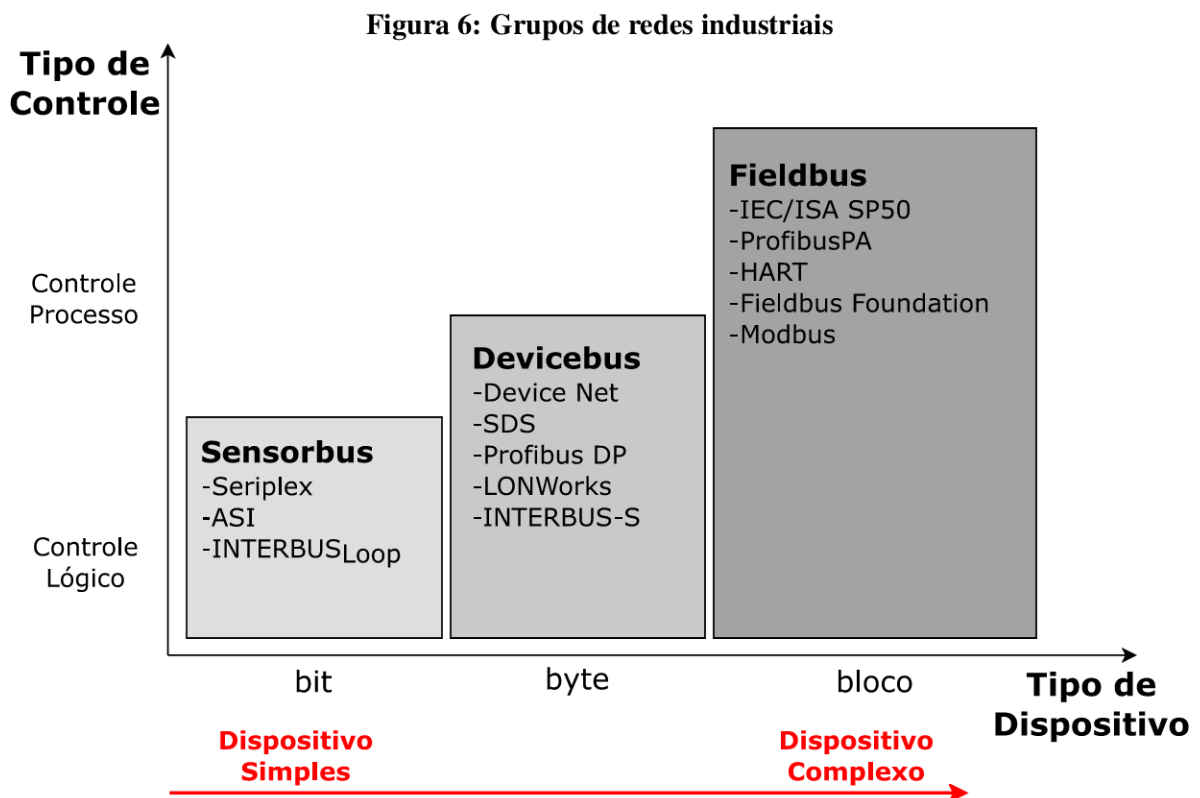 Figura 6: Grupos de redes industriais
Tipo de
Controle
Controle
Processo
Controle
Lógico
Sensorbus
-Seriplex
-ASI
-INTERBUSLoop
Devicebus
-Device Net
-SDS
-Profibus DP
-LONWorks
-INTERBUS-S
Fieldbus
-IEC/ISA SP50
-ProfibusPA
-HART
-Fieldbus Foundation
-Modbus
bit
byte
bloco
Tipo de
Dispositivo
Dispositivo
Simples
Dispositivo
Complexo